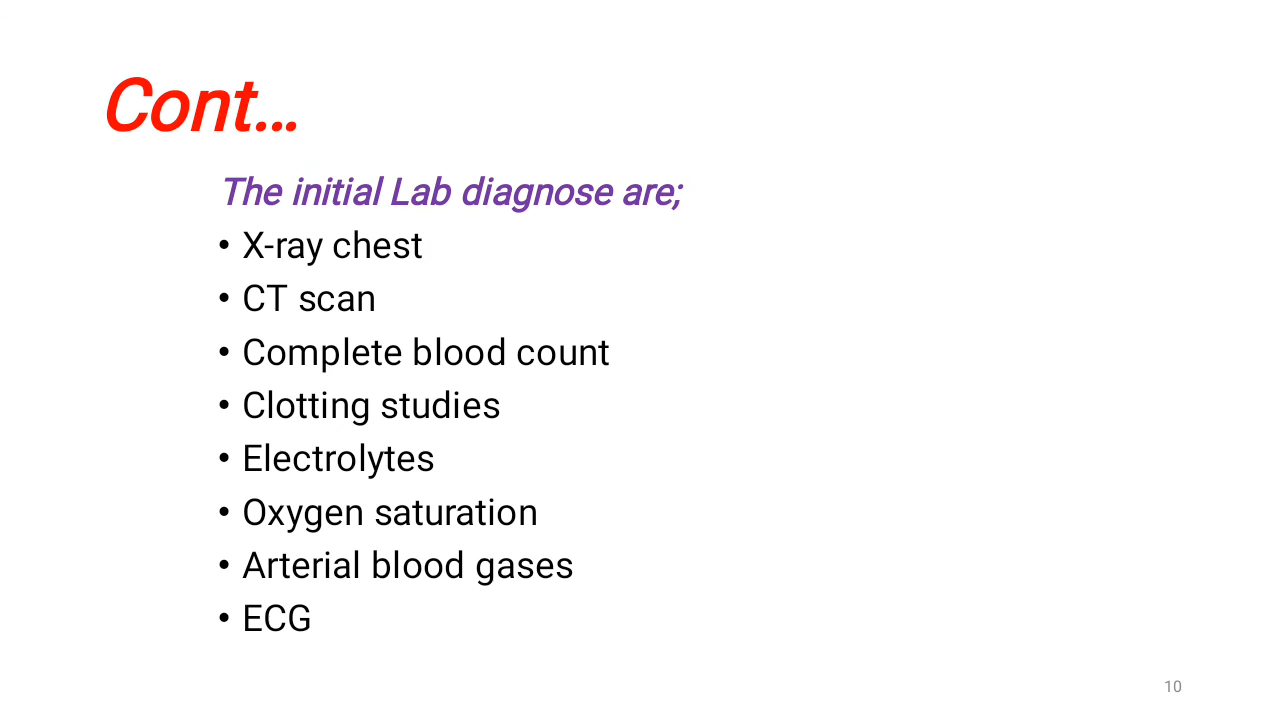 Cont...
The initial Lab diagnose are;
• X-ray chest
• CT scan
• Complete blood count
• Clotting studies
• Electrolytes
• Oxygen saturation
• Arterial blood gases
• ECG
10